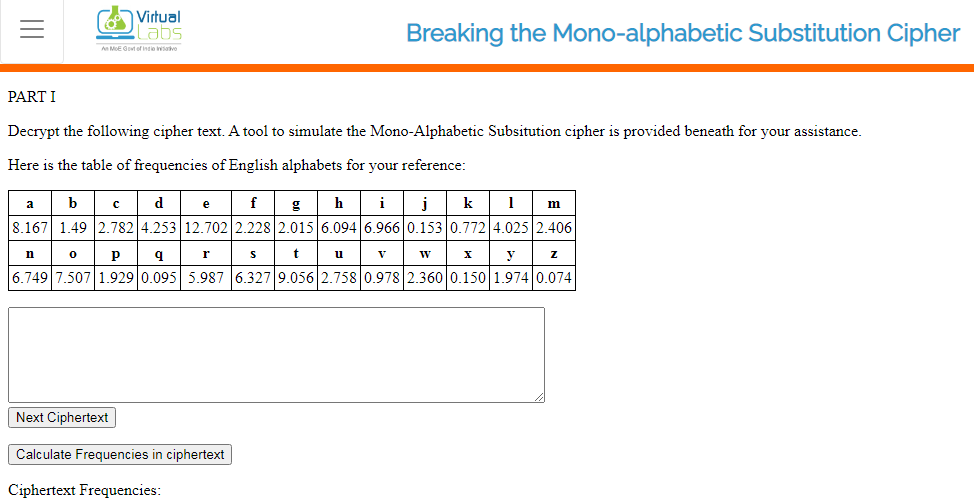 Virtual
Labs
An MoE Govt of India Initiative
Breaking the Mono-alphabetic Substitution Cipher
PART I
Decrypt the following cipher text. A tool to simulate the Mono-Alphabetic Subsitution cipher is provided beneath for your assistance.
Here is the table of frequencies of English alphabets for your reference:
a b c d e f g h i j k l m
8.167 1.49 2.782 4.253 12.702 2.228 2.015 6.094 6.966 0.153 0.772 4.025 2.406
n o p q r s t u v w x y z
6.749 7.507 1.929 0.095 5.987 6.327 9.056 2.758 0.978 2.360 0.150 1.974 0.074
Next Ciphertext
Calculate Frequencies in ciphertext
Ciphertext Frequencies: